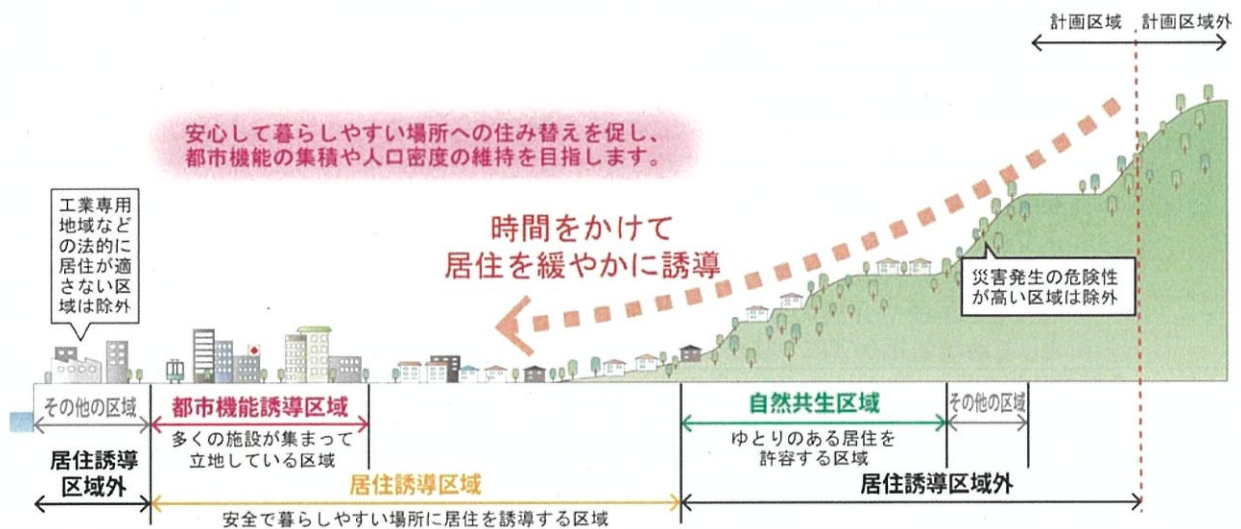 計画区域
計画区域外
安心して暮らしやすい場所への住み替えを促し、
都市機能の集積や人口密度の維持を目指します。
工業専用
地域など
の法的に
居住が適
さない区
域は除外
時間をかけて
居住を緩やかに誘導
災害発生の危険性
が高い区域は除外
その他の区域
都市機能誘導区域
自然共生区域
その他の区域
多くの施設が集まって
立地している区域
ゆとりのある居住を
許容する区域
居住誘導
区域外
居住誘導区域
居住誘導区域外
安全で暮らしやすい場所に居住を誘導する区域